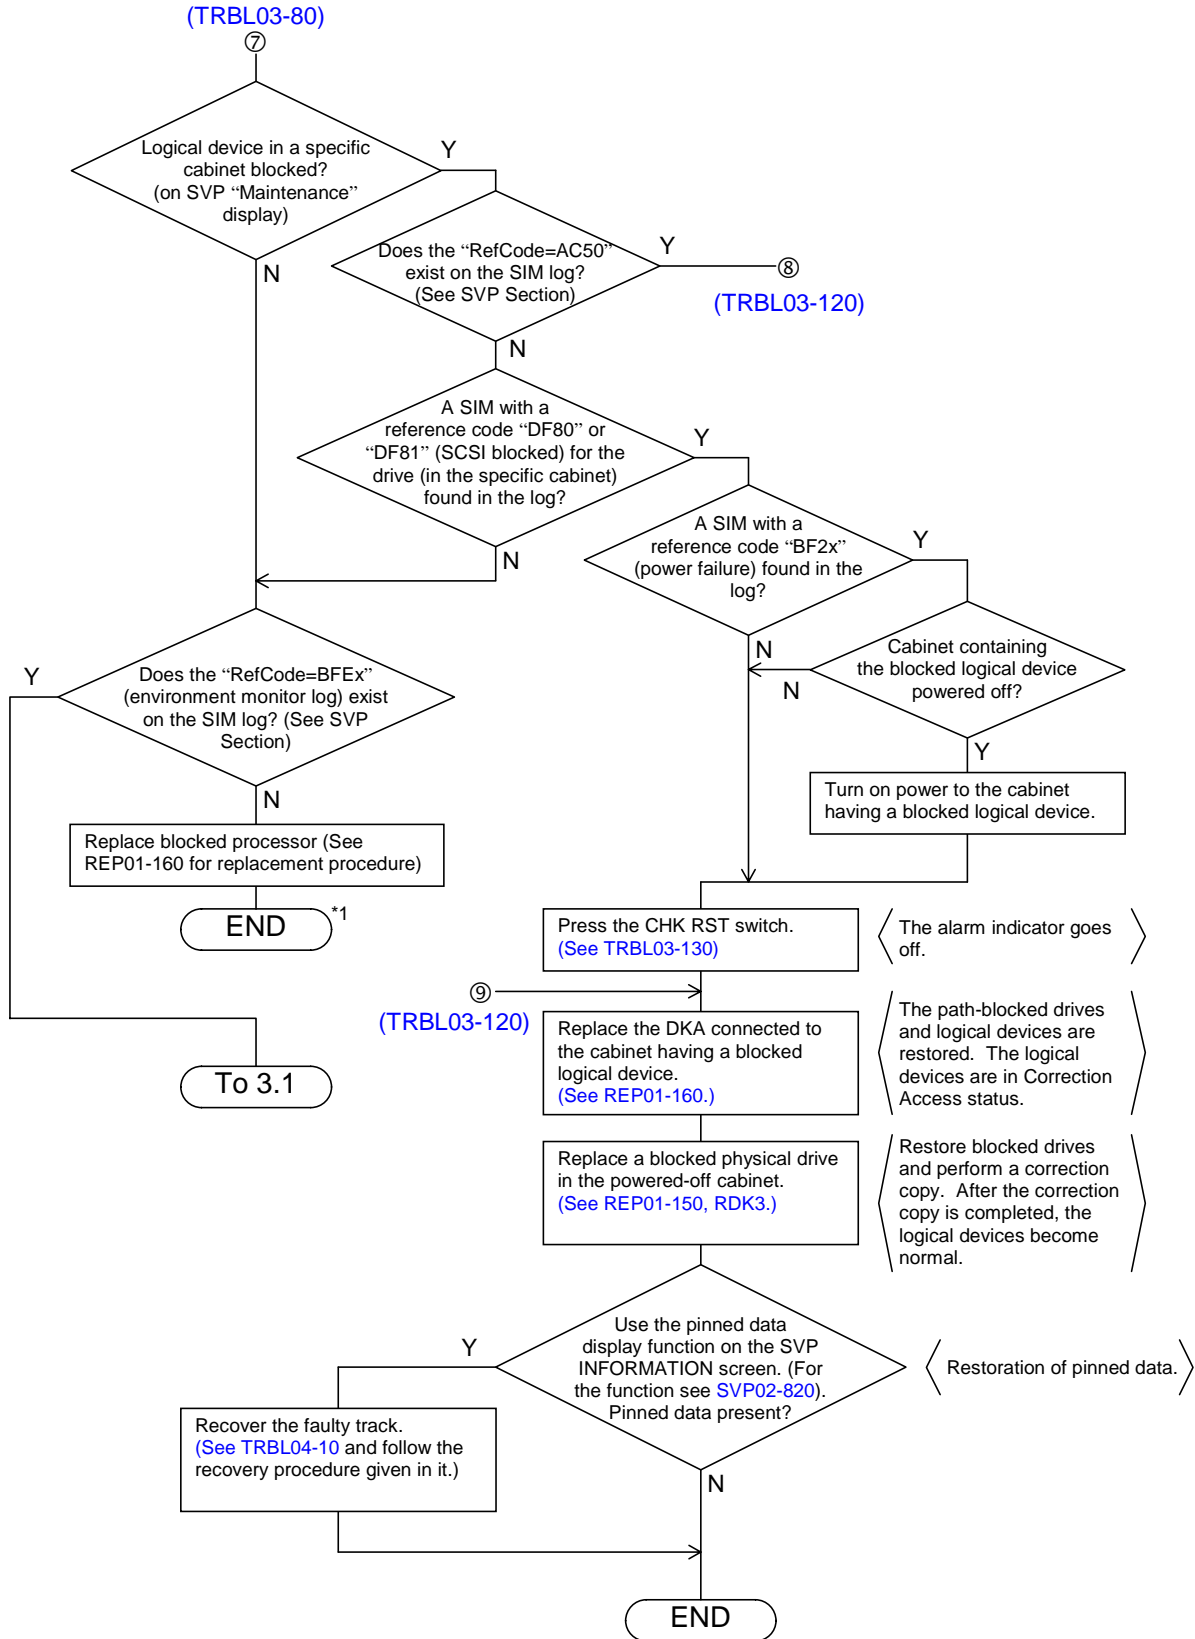 (TRBL03-80)
⑦
Logical device in a specific
cabinet blocked?
(on SVP “Maintenance”
display)
Y
N
Does the “RefCode=AC50”
exist on the SIM log?
(See SVP Section)
Y
⑧
(TRBL03-120)
N
A SIM with a
reference code “DF80” or
“DF81” (SCSI blocked) for the
drive (in the specific cabinet)
found in the log?
Y
N
A SIM with a
reference code “BF2x”
(power failure) found in the
log?
Y
N
Cabinet containing
the blocked logical device
powered off?
N
Y
Turn on power to the cabinet
having a blocked logical device.
Y
Does the “RefCode=BFEx”
(environment monitor log) exist
on the SIM log? (See SVP
Section)
N
Replace blocked processor (See
REP01-160 for replacement procedure)
END
*1
To 3.1
Press the CHK RST switch.
(See TRBL03-130)
The alarm indicator goes
off.
⑨
(TRBL03-120)
Replace the DKA connected to
the cabinet having a blocked
logical device.
(See REP01-160.)
The path-blocked drives
and logical devices are
restored. The logical
devices are in Correction
Access status.
Replace a blocked physical drive
in the powered-off cabinet.
(See REP01-150, RDK3.)
Restore blocked drives
and perform a correction
copy. After the correction
copy is completed, the
logical devices become
normal.
Use the pinned data
display function on the SVP
INFORMATION screen. (For
the function see SVP02-820).
Pinned data present?
Restoration of pinned data.
Y
Recover the faulty track.
(See TRBL04-10 and follow the
recovery procedure given in it.)
N
END